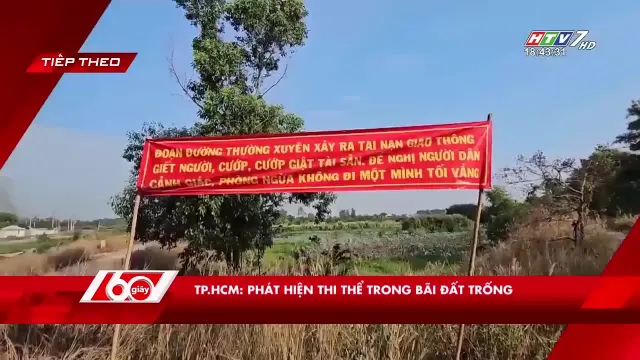 TIẾP THEO
HTV7 HD
18:43:31
ĐOẠN ĐƯỜNG THƯỜNG XUYÊN XẢY RA TAI NẠN GIAO THÔNG
GIẾT NGƯỜI, CƯỚP, CƯỚP GIẬT TÀI SẢN, ĐỀ NGHỊ NGƯỜI DÂN
CẢNH GIÁC, PHÒNG NGỪA KHÔNG ĐI MỘT MÌNH TỐI VẮNG
60 giây
TP.HCM: PHÁT HIỆN THI THỂ TRONG BÃI ĐẤT TRỐNG